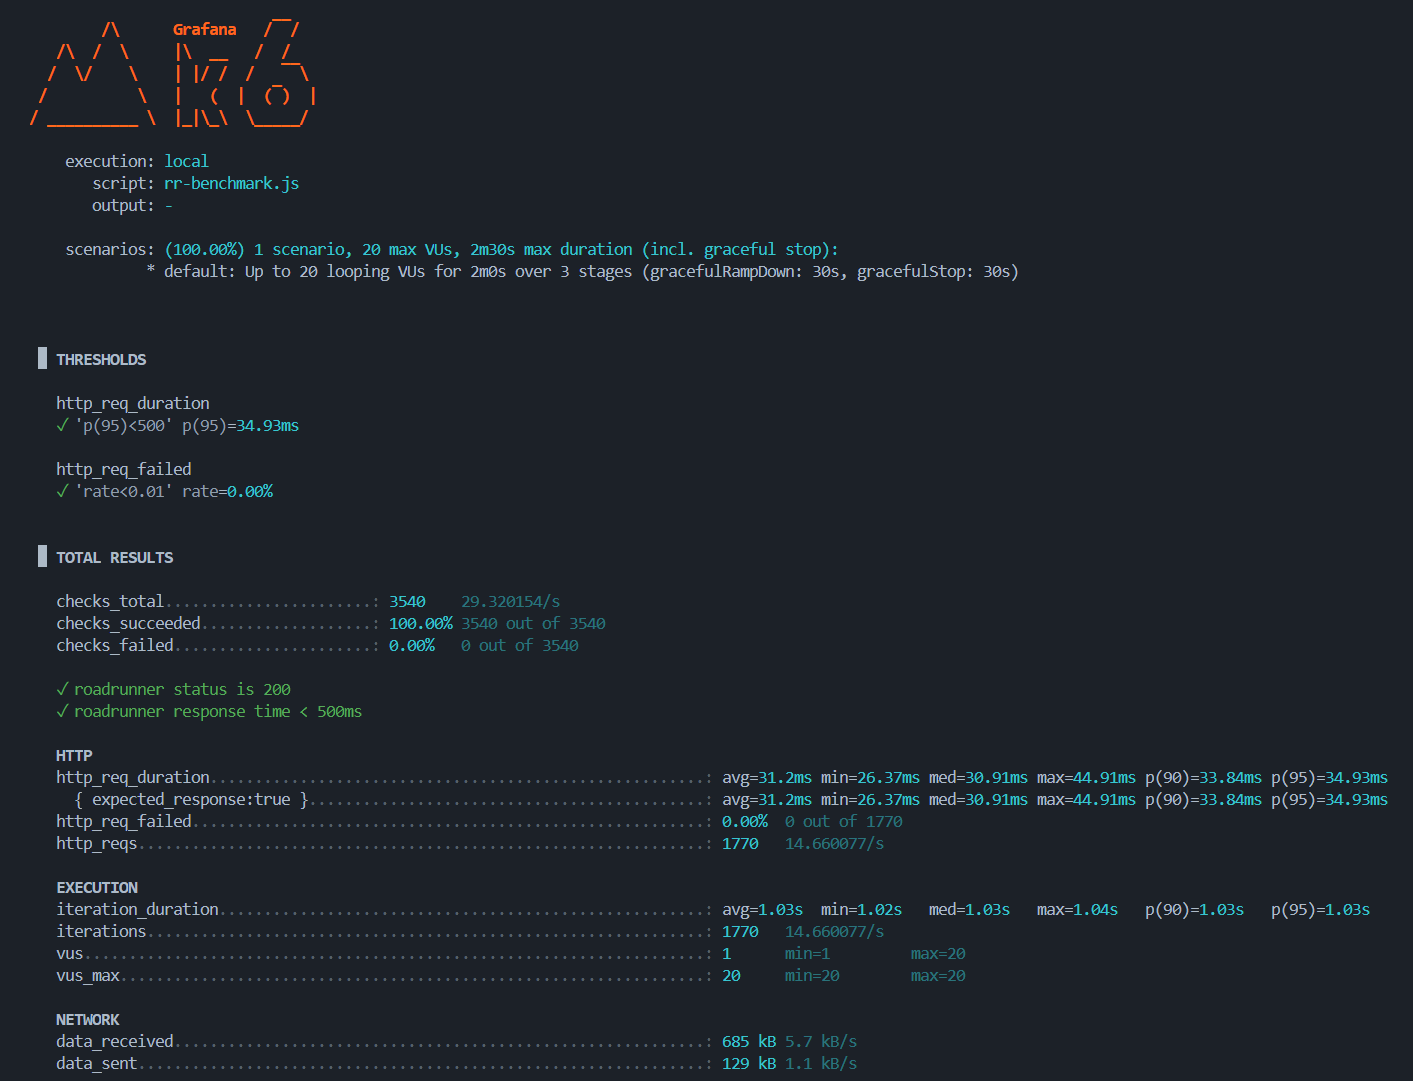 Grafana
execution: local
script: rr-benchmark.js
output: -
scenarios: (100.00%) 1 scenario, 20 max VUs, 2m30s max duration (incl. graceful stop):
* default: Up to 20 looping VUs for 2m0s over 3 stages (gracefulRampDown: 30s, gracefulStop: 30s)
THRESHOLDS
http_req_duration
✓ 'p(95)<500' p(95)=34.93ms
http_req_failed
✓ 'rate<0.01' rate=0.00%
TOTAL RESULTS
checks_total.......................: 3540 29.320154/s
checks_succeeded...................: 100.00% 3540 out of 3540
checks_failed......................: 0.00% 0 out of 3540
✓ roadrunner status is 200
✓ roadrunner response time < 500ms
HTTP
http_req_duration.......................................................: avg=31.2ms min=26.37ms med=30.91ms max=44.91ms p(90)=33.84ms p(95)=34.93ms
{ expected_response:true }............................................: avg=31.2ms min=26.37ms med=30.91ms max=44.91ms p(90)=33.84ms p(95)=34.93ms
http_req_failed.........................................................: 0.00% 0 out of 1770
http_reqs...............................................................: 1770 14.660077/s
EXECUTION
iteration_duration......................................................: avg=1.03s min=1.02s med=1.03s max=1.04s p(90)=1.03s p(95)=1.03s
iterations..............................................................: 1770 14.660077/s
vus.....................................................................: 1 min=1 max=20
vus_max.................................................................: 20 min=20 max=20
NETWORK
data_received...........................................................: 685 kB 5.7 kB/s
data_sent...............................................................: 129 kB 1.1 kB/s